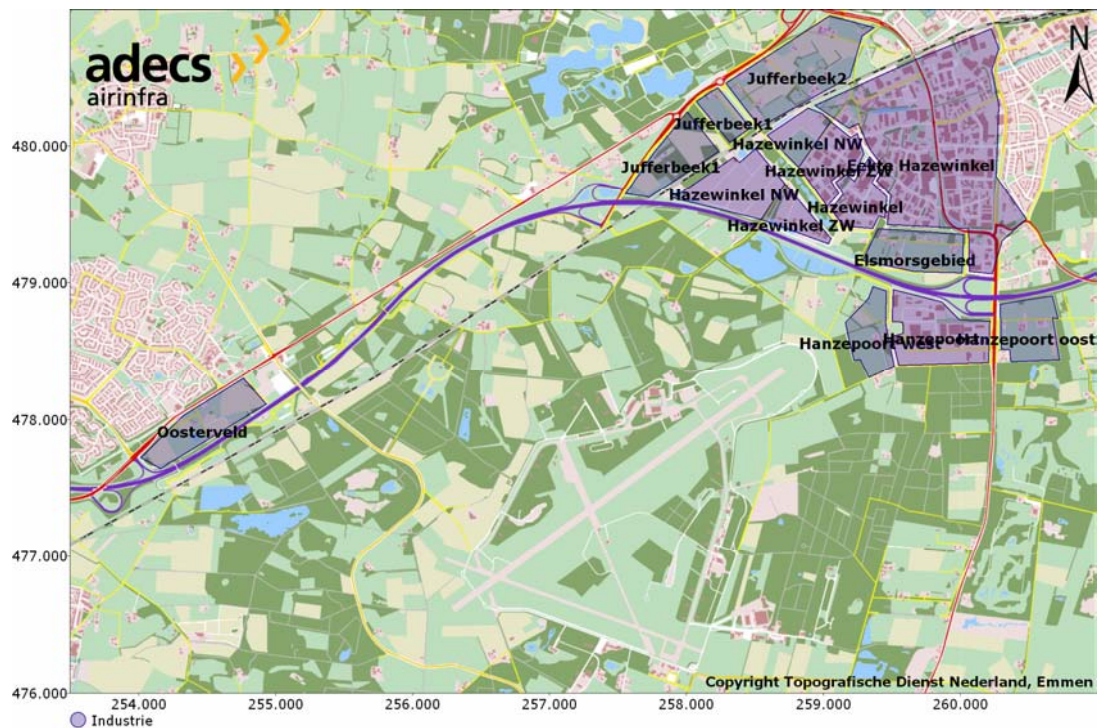 adecs
airinfra
N
Jufferbeek2
Jufferbeek1
Hazewinkel NW
Jufferbeek1
Hazewinkel ZW
Eekte Hazewinkel
Hazewinkel NW
Hazewinkel
Hazewinkel ZW
Elsmorsgebied
Hanzepoort west
Hanzepoort
Hanzepoort oost
Oosterveld
480.000
479.000
478.000
477.000
476.000
254.000
255.000
256.000
257.000
258.000
259.000
260.000
Copyright Topografische Dienst Nederland, Emmen
Industrie